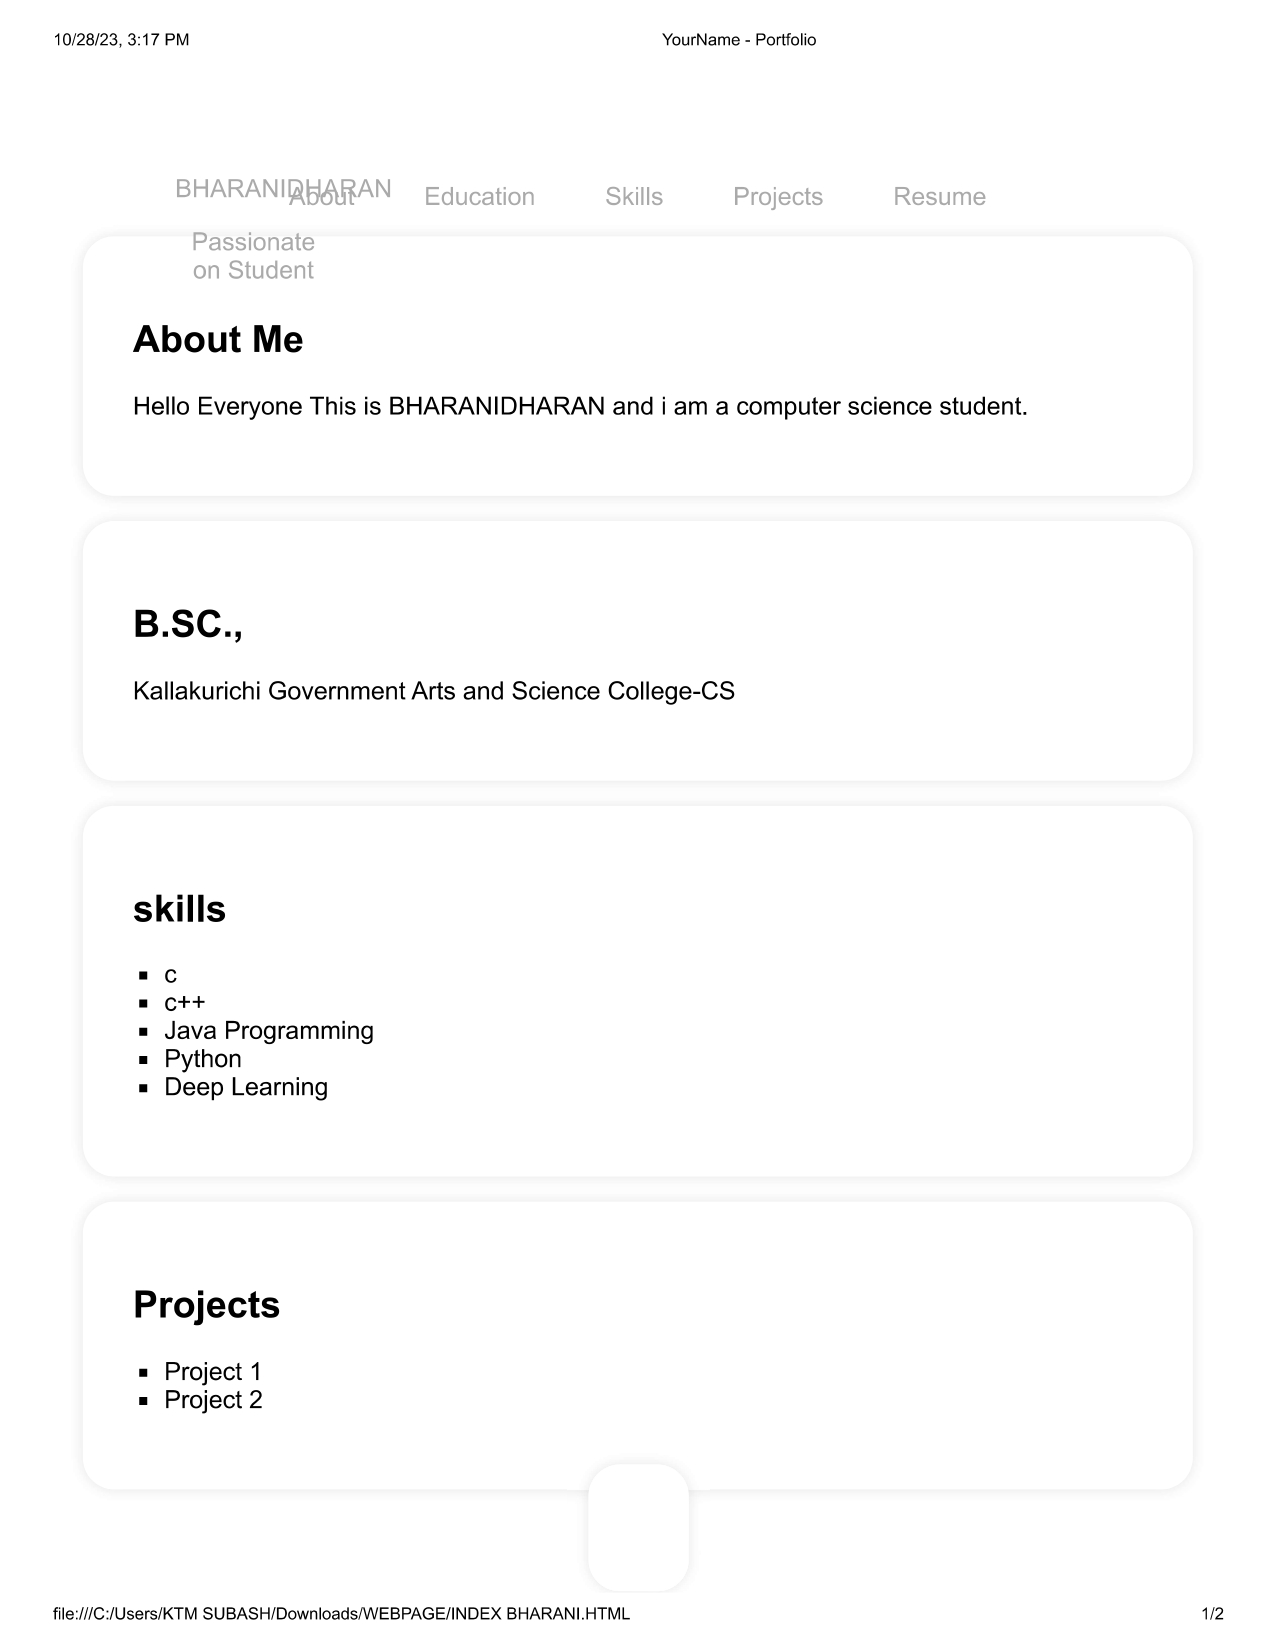 10/28/23, 3:17 PM YourName - Portfolio
BHARANIDHARAN
About Education Skills Projects Resume
Passionate
on Student
About Me
Hello Everyone This is BHARANIDHARAN and i am a computer science student.
B.SC.,
Kallakurichi Government Arts and Science College-CS
skills
▪ c
▪ c++
▪ Java Programming
▪ Python
▪ Deep Learning
Projects
▪ Project 1
▪ Project 2
file:///C:/Users/KTM SUBASH/Downloads/WEBPAGE/INDEX BHARANI.HTML 1/2